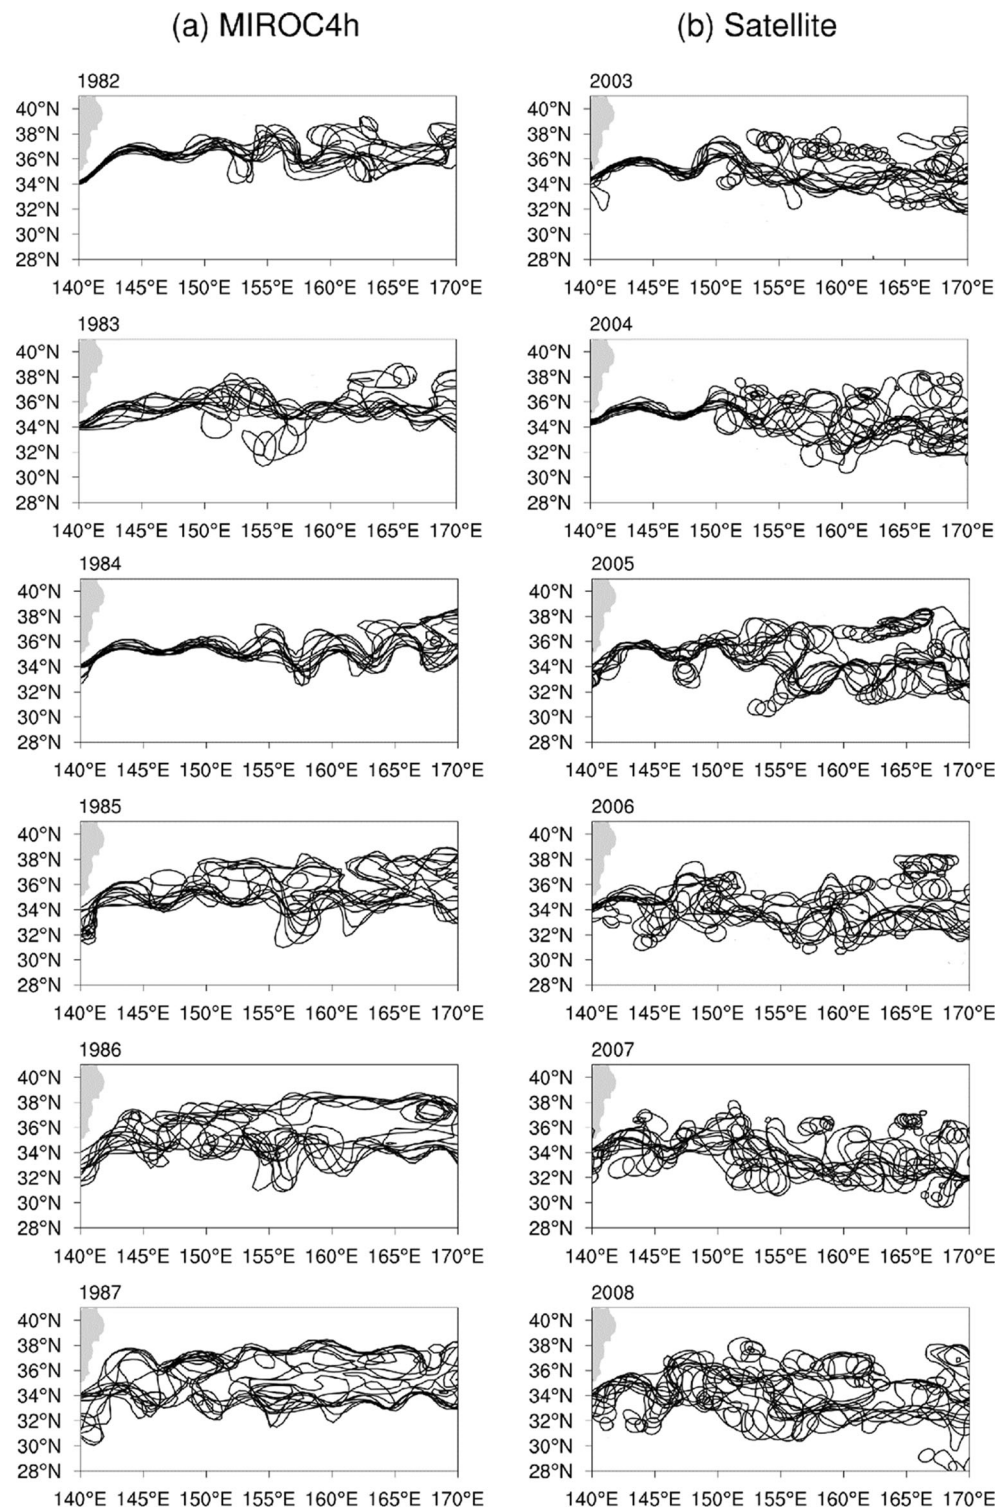 (a) MIROC4h (b) Satellite
1982 2003
40°N 40°N
38°N 38°N
36°N 36°N
34°N 34°N
32°N 32°N
30°N 30°N
28°N 28°N
140°E 145°E 150°E 155°E 160°E 165°E 170°E 140°E 145°E 150°E 155°E 160°E 165°E 170°E
1983 2004
40°N 40°N
38°N 38°N
36°N 36°N
34°N 34°N
32°N 32°N
30°N 30°N
28°N 28°N
140°E 145°E 150°E 155°E 160°E 165°E 170°E 140°E 145°E 150°E 155°E 160°E 165°E 170°E
1984 2005
40°N 40°N
38°N 38°N
36°N 36°N
34°N 34°N
32°N 32°N
30°N 30°N
28°N 28°N
140°E 145°E 150°E 155°E 160°E 165°E 170°E 140°E 145°E 150°E 155°E 160°E 165°E 170°E
1985 2006
40°N 40°N
38°N 38°N
36°N 36°N
34°N 34°N
32°N 32°N
30°N 30°N
28°N 28°N
140°E 145°E 150°E 155°E 160°E 165°E 170°E 140°E 145°E 150°E 155°E 160°E 165°E 170°E
1986 2007
40°N 40°N
38°N 38°N
36°N 36°N
34°N 34°N
32°N 32°N
30°N 30°N
28°N 28°N
140°E 145°E 150°E 155°E 160°E 165°E 170°E 140°E 145°E 150°E 155°E 160°E 165°E 170°E
1987 2008
40°N 40°N
38°N 38°N
36°N 36°N
34°N 34°N
32°N 32°N
30°N 30°N
28°N 28°N
140°E 145°E 150°E 155°E 160°E 165°E 170°E 140°E 145°E 150°E 155°E 160°E 165°E 170°E